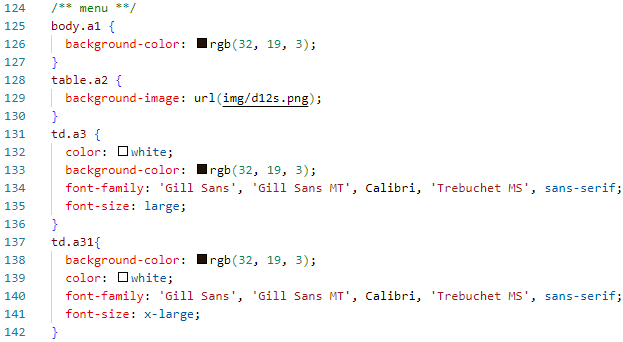 124 /** menu **/
125 body.a1 {
126 background-color: rgb(32, 19, 3);
127 }
128 table.a2 {
129 background-image: url(img/d12s.png);
130 }
131 td.a3 {
132 color: white;
133 background-color: rgb(32, 19, 3);
134 font-family: 'Gill Sans', 'Gill Sans MT', Calibri, 'Trebuchet MS', sans-serif;
135 font-size: large;
136 }
137 td.a31{
138 background-color: rgb(32, 19, 3);
139 color: white;
140 font-family: 'Gill Sans', 'Gill Sans MT', Calibri, 'Trebuchet MS', sans-serif;
141 font-size: x-large;
142 }